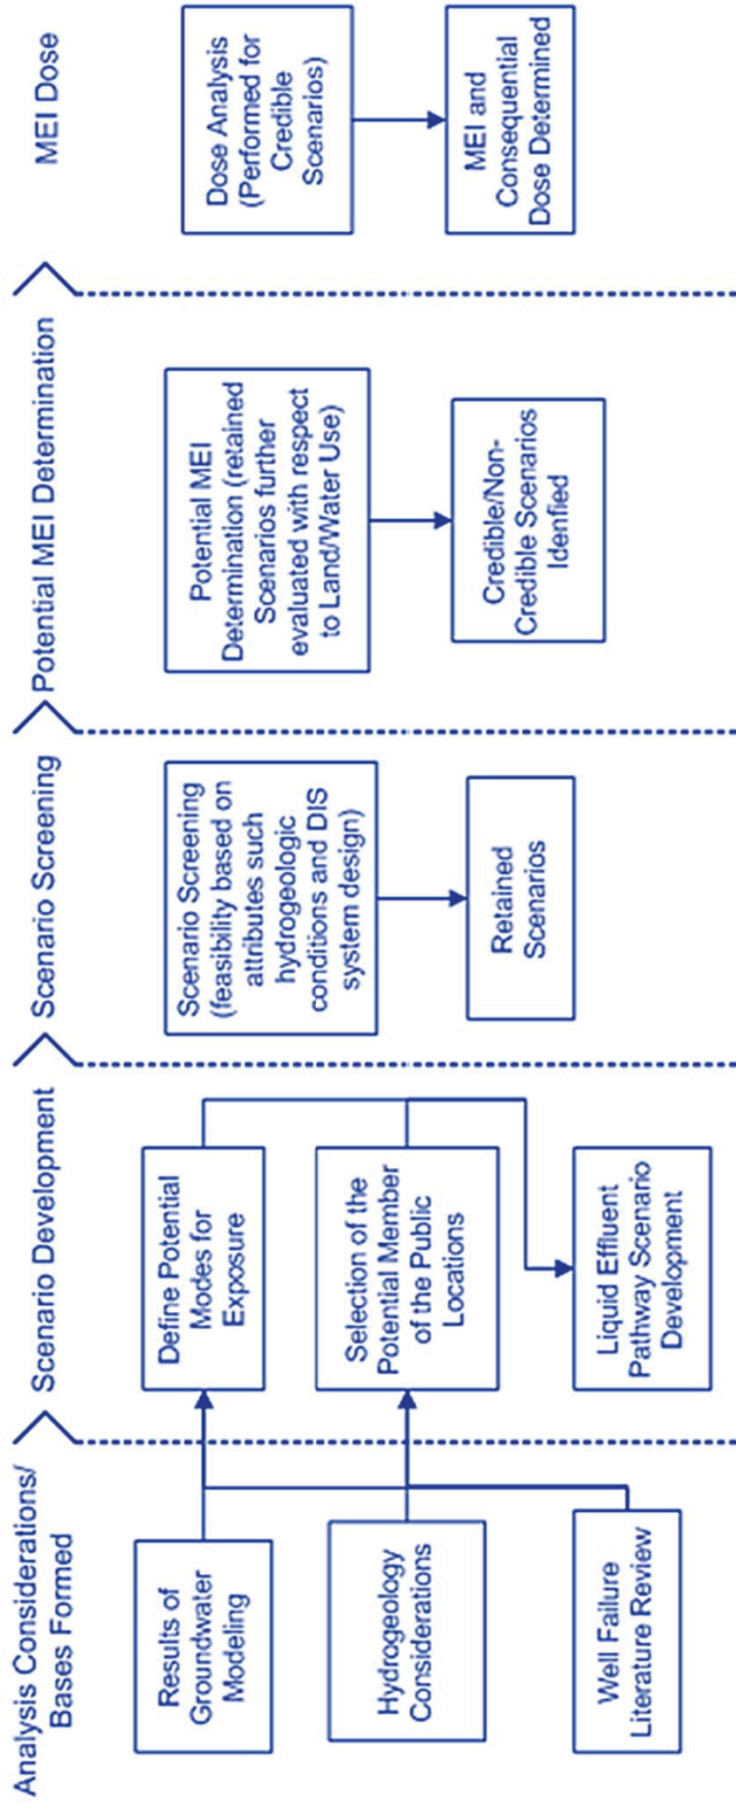 Analysis Considerations/
Bases Formed
Results of
Groundwater
Modeling
Hydrogeology
Considerations
Well Failure
Literature Review
Scenario Development
Define Potential
Modes for
Exposure
Selection of the
Potential Member
of the Public
Locations
Liquid Effluent
Pathway Scenario
Development
Scenario Screening
Scenario Screening
(feasibility based on
attributes such
hydrogeologic
conditions and DIS
system design)
Retained
Scenarios
Potential MEI Determination
Potential MEI
Determination (retained
Scenarios further
evaluated with respect
to Land/Water Use)
Credible/Non-
Credible Scenarios
Idenfied
MEI Dose
Dose Analysis
(Performed for
Credible
Scenarios)
MEI and
Consequential
Dose Determined